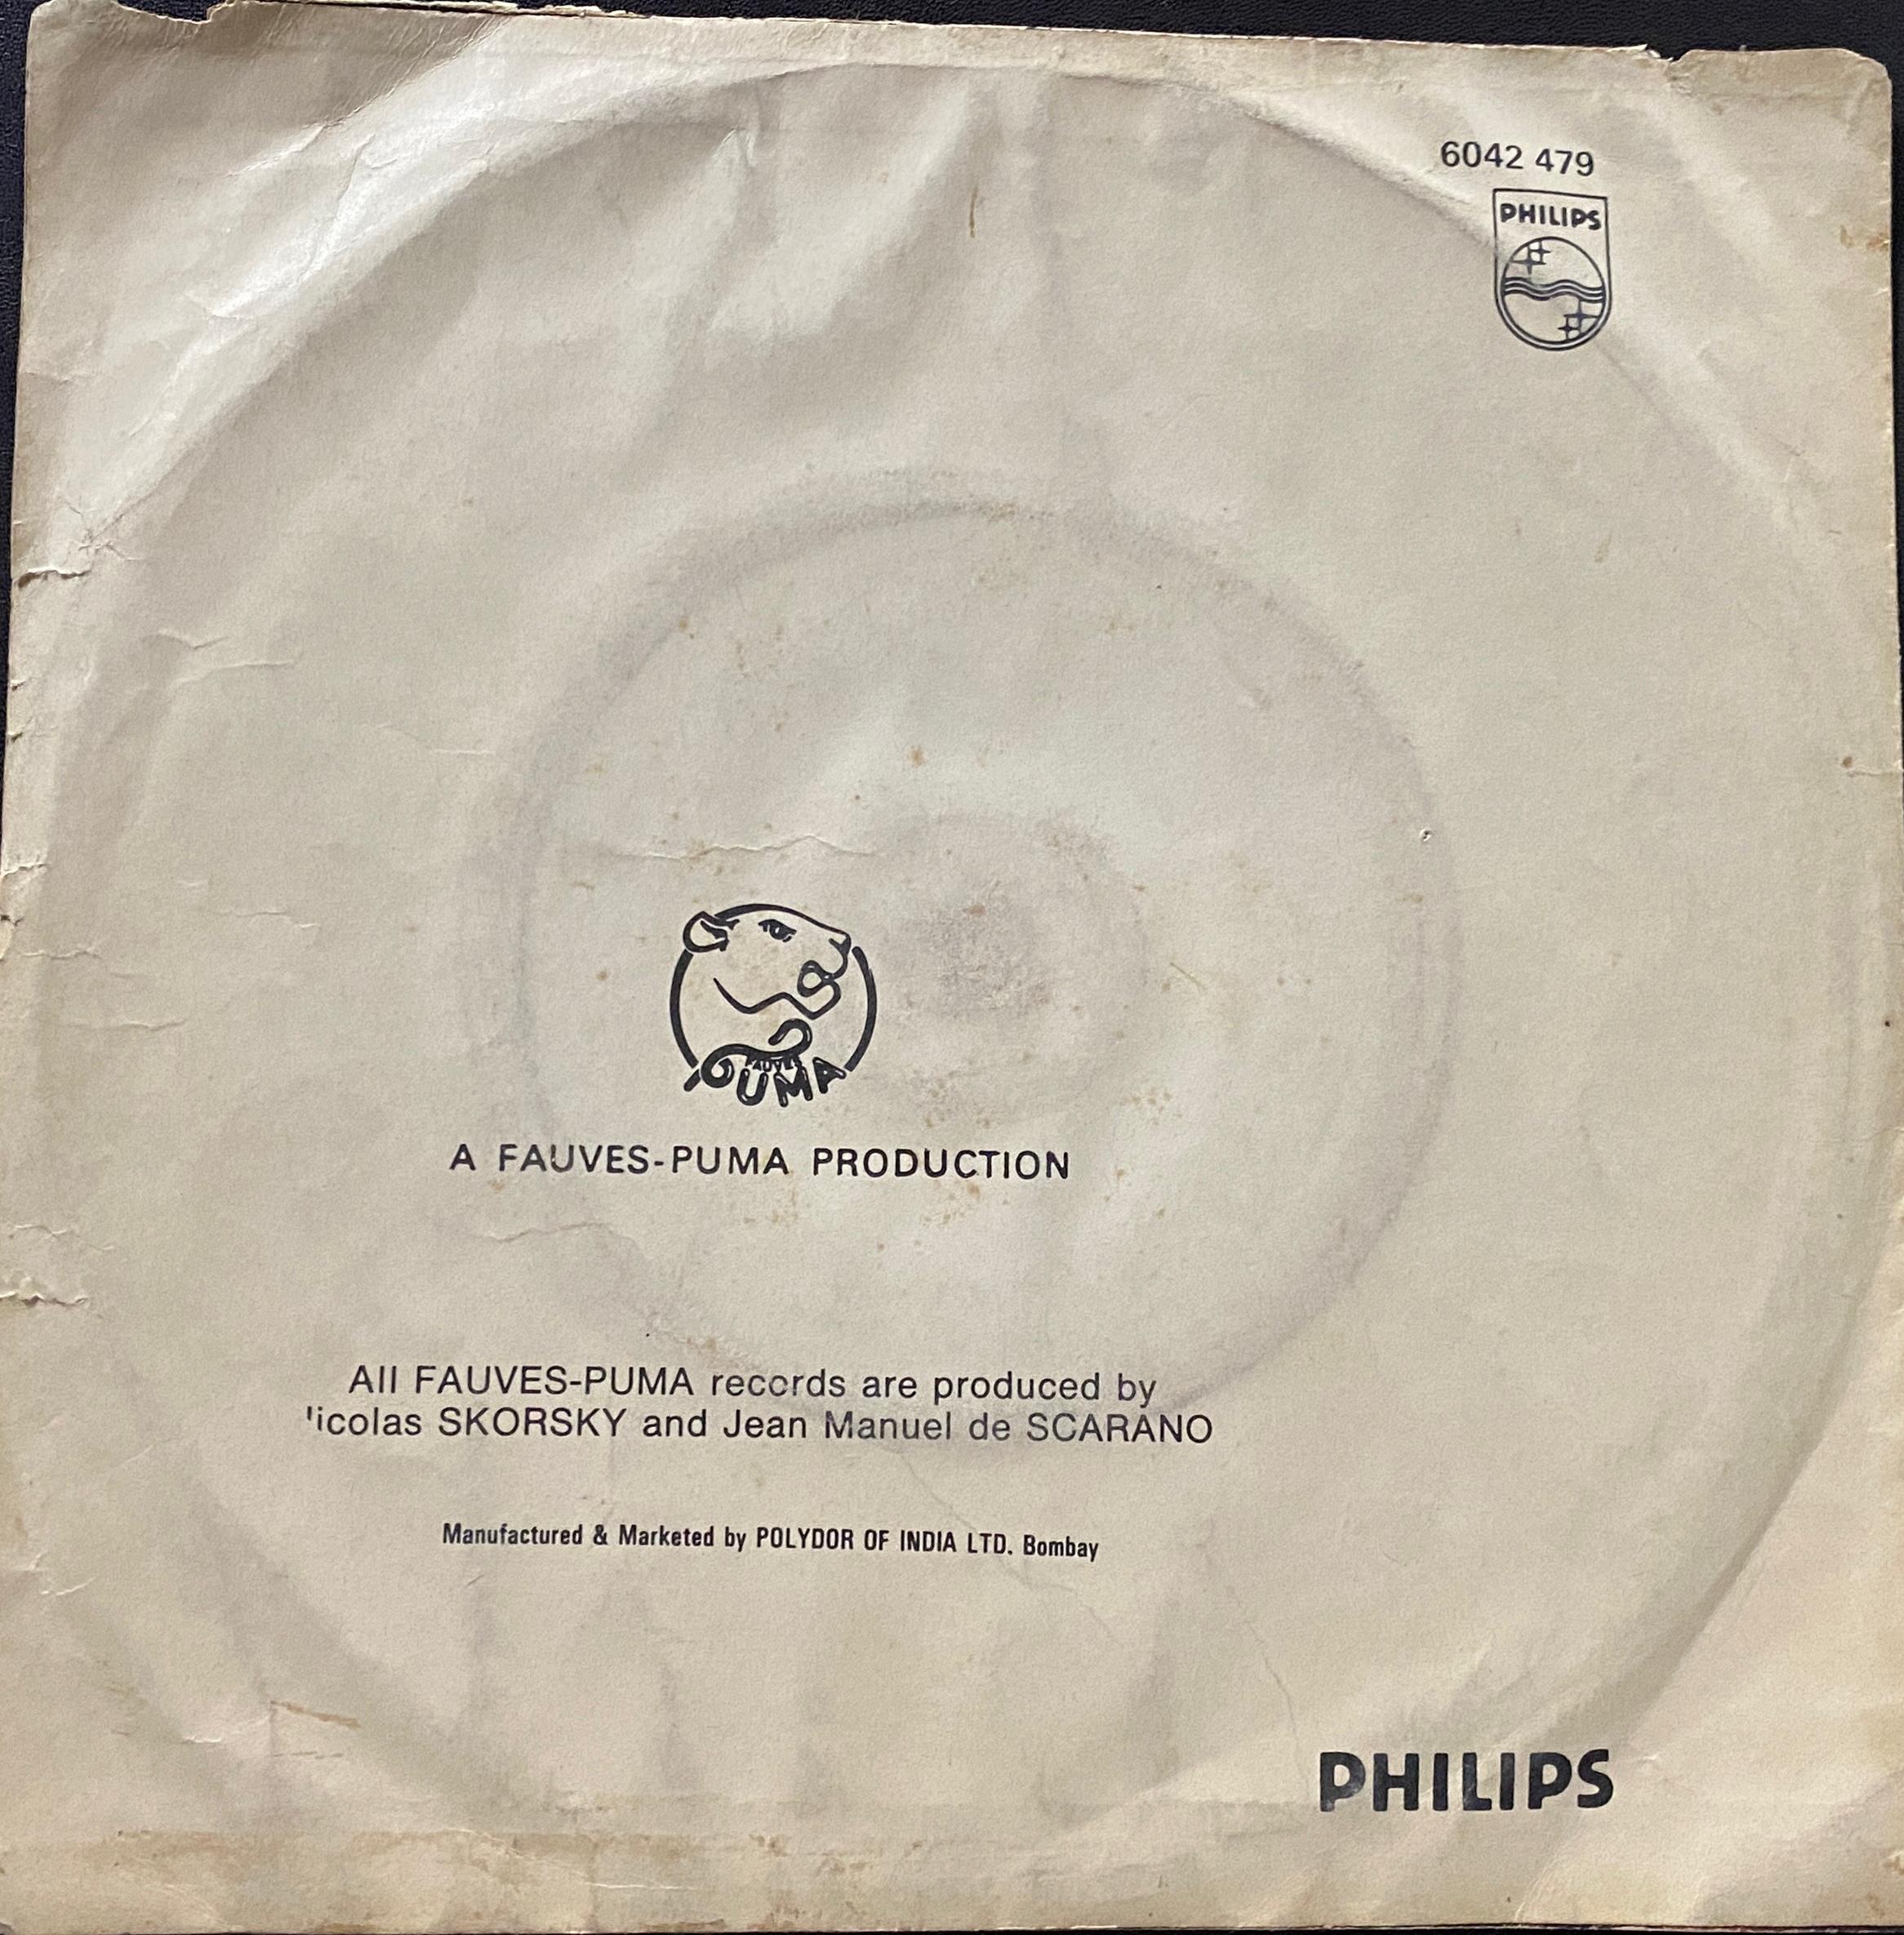 6042 479
PHILIPS
FAUVES
PUMA
A FAUVES-PUMA PRODUCTION
All FAUVES-PUMA records are produced by
'icolas SKORSKY and Jean Manuel de SCARANO
Manufactured & Marketed by POLYDOR OF INDIA LTD. Bombay
PHILIPS